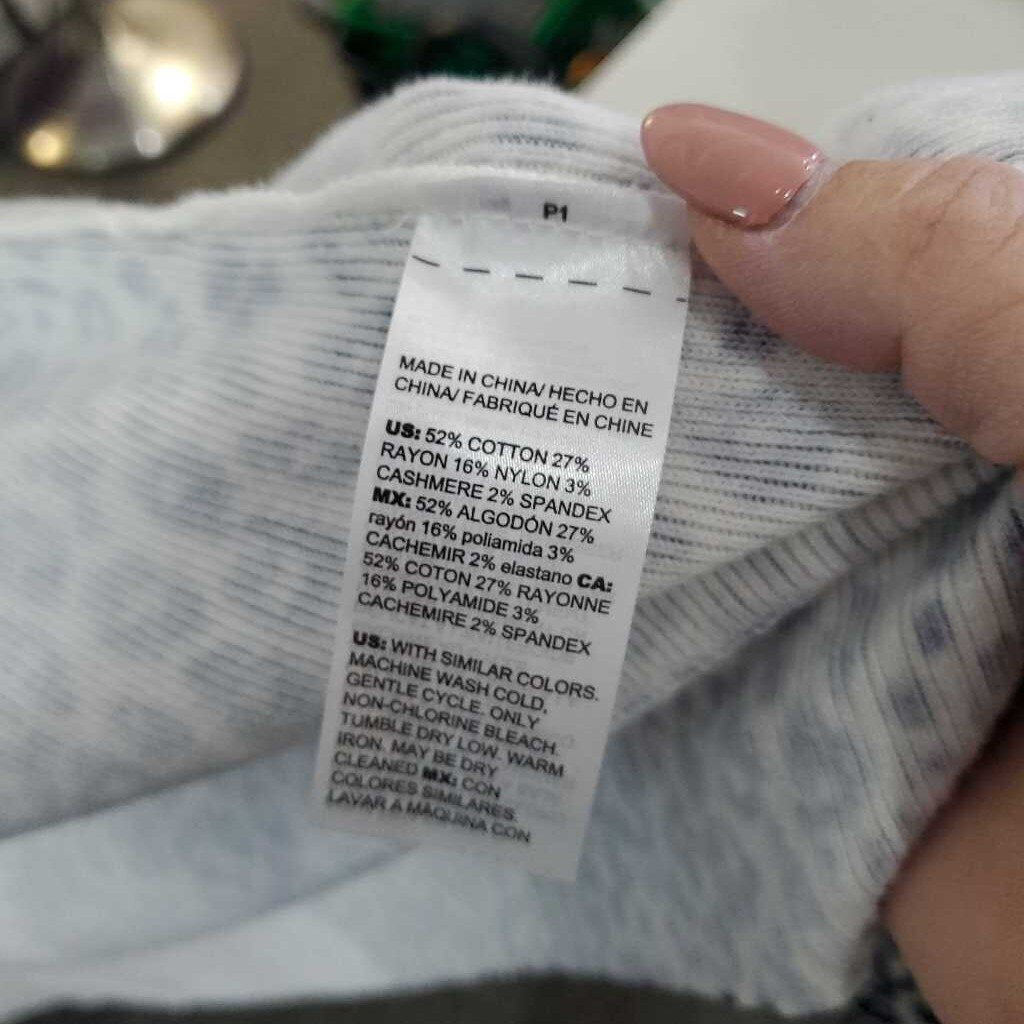 P1
MADE IN CHINA/ HECHO EN
CHINA/ FABRIQUÉ EN CHINE
US: 52% COTTON 27%
RAYON 16% NYLON 3%
CASHMERE 2% SPANDEX
MX: 52% ALGODÓN 27%
rayón 16% poliamida 3%
CACHEMIR 2% elastano CA:
52% COTON 27% RAYONNE
16% POLYAMIDE 3%
CACHEMIRE 2% SPANDEX
US: WITH SIMILAR COLORS.
MACHINE WASH COLD,
GENTLE CYCLE. ONLY
NON-CHLORINE BLEACH.
TUMBLE DRY LOW. WARM
IRON. MAY BE DRY
CLEANED MX: CON
COLORES SIMILARES.
LAVAR A MAQUINA CON